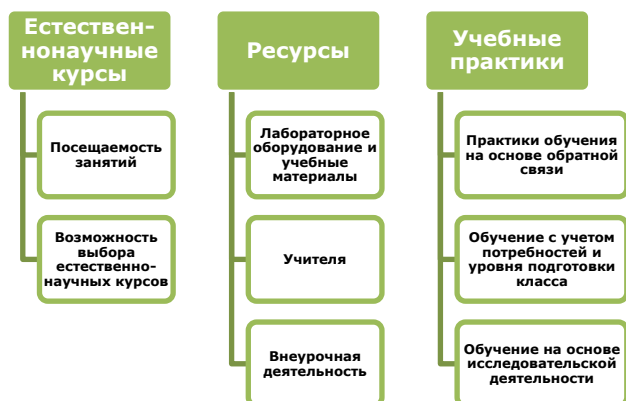 Естествен-
нонаучные
курсы
Посещаемость
занятий
Возможность
выбора
естественно-
научных курсов
Ресурсы
Лабораторное
оборудование и
учебные
материалы
Учителя
Внеурочная
деятельность
Учебные
практики
Практики обучения
на основе обратной
связи
Обучение с учетом
потребностей и
уровня подготовки
класса
Обучение на основе
исследовательской
деятельности